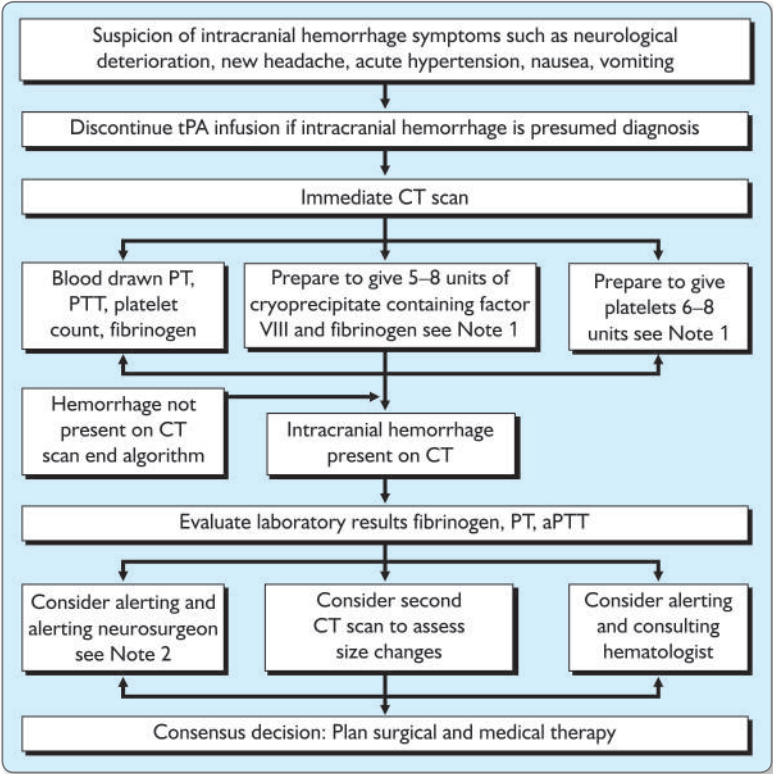 Suspicion of intracranial hemorrhage symptoms such as neurological
deterioration, new headache, acute hypertension, nausea, vomiting
Discontinue tPA infusion if intracranial hemorrhage is presumed diagnosis
Immediate CT scan
Blood drawn PT,
PTT, platelet
count, fibrinogen
Prepare to give 5–8 units of
cryoprecipitate containing factor
VIII and fibrinogen see Note 1
Prepare to give
platelets 6–8
units see Note 1
Hemorrhage not
present on CT
scan end algorithm
Intracranial hemorrhage
present on CT
Evaluate laboratory results fibrinogen, PT, aPTT
Consider alerting and
alerting neurosurgeon
see Note 2
Consider second
CT scan to assess
size changes
Consider alerting
and consulting
hematologist
Consensus decision: Plan surgical and medical therapy